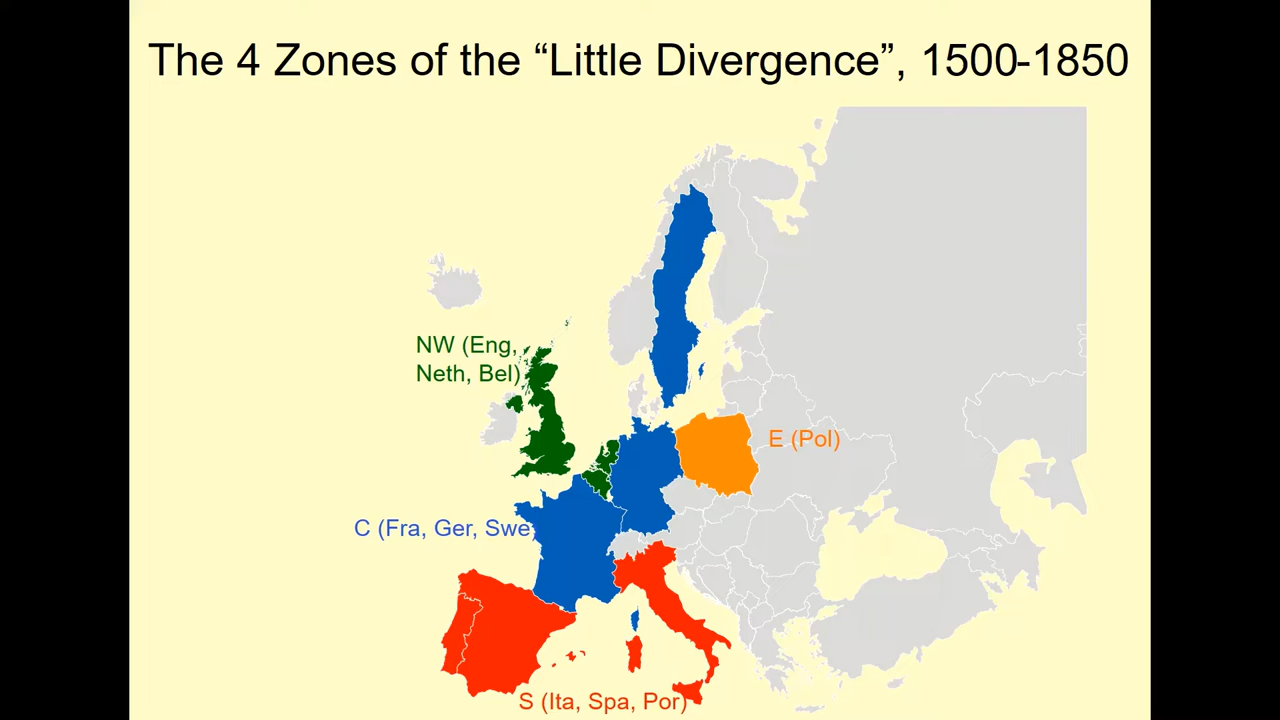 The 4 Zones of the “Little Divergence”, 1500-1850
NW (Eng,
Neth, Bel)
E (Pol)
C (Fra, Ger, Swe)
S (Ita, Spa, Por)